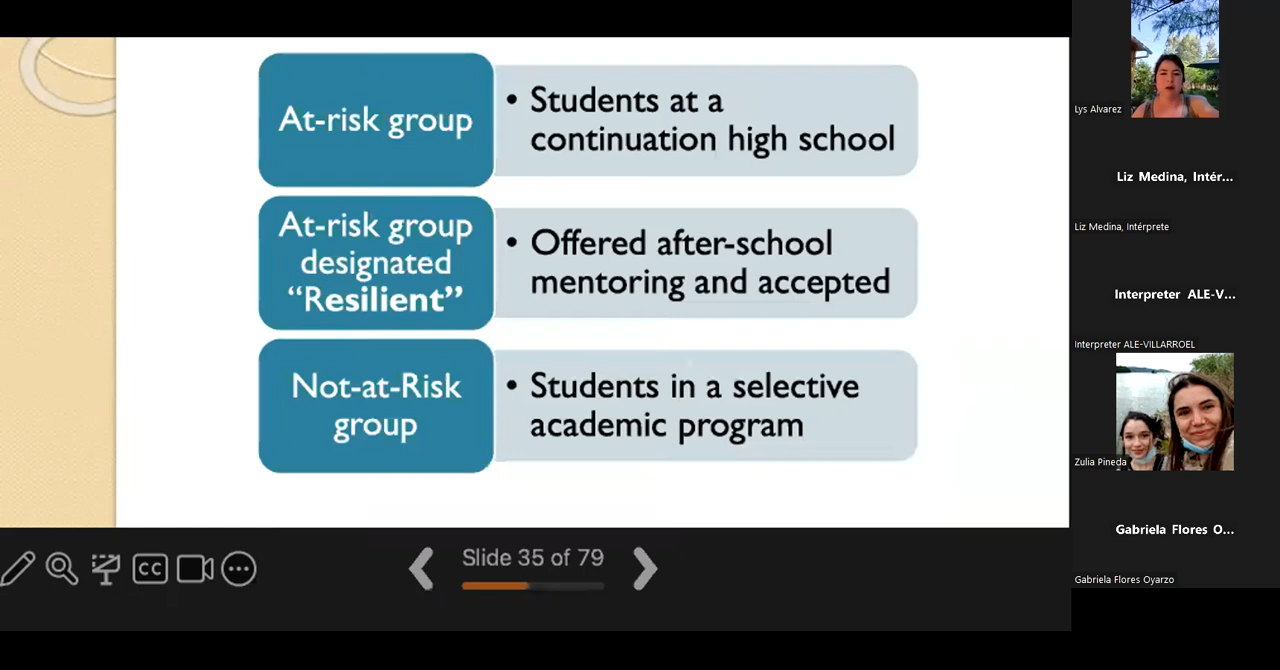 At-risk group
• Students at a
continuation high school
At-risk group
designated
“Resilient”
• Offered after-school
mentoring and accepted
Not-at-Risk
group
• Students in a selective
academic program
CC
Slide 35 of 79
Lys Alvarez
Liz Medina, Intér...
Liz Medina, Intérprete
Interpreter ALE-V...
Interpreter ALE-VILLARROEL
Zulia Pineda
Gabriela Flores O...
Gabriela Flores Oyarzo